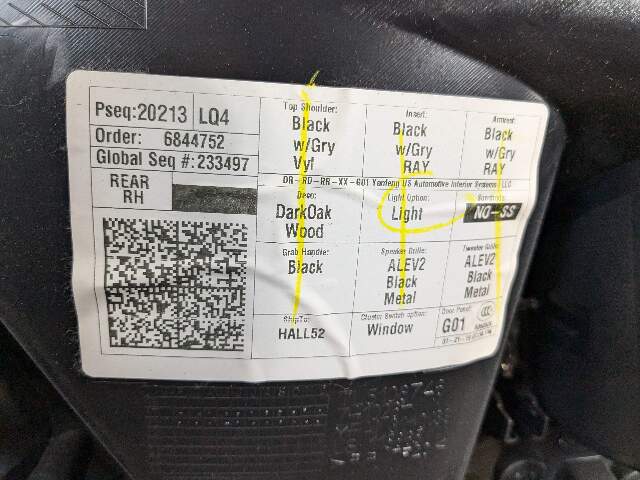 Pseq:20213 LQ4
Order: 6844752
Global Seq #:233497
REAR
RH
Top Shoulder:
Black
w/Gry
Vyl
Insert:
Black
w/Gry
RAY
Armrest:
Black
w/Gry
RAY
DR-RD-RR-XX-G01 Yanfeng US Automotive Interior Systems I LLC
Deco:
DarkOak
Wood
Light Option:
Light
NO-SS
Grab Handle:
Black
Speaker Grille:
ALEV2
Black
Metal
Tweeter Grille:
ALEV2
Black
Metal
ShipTo:
HALL52
Cluster Switch option:
Window
Door Panel:
G01